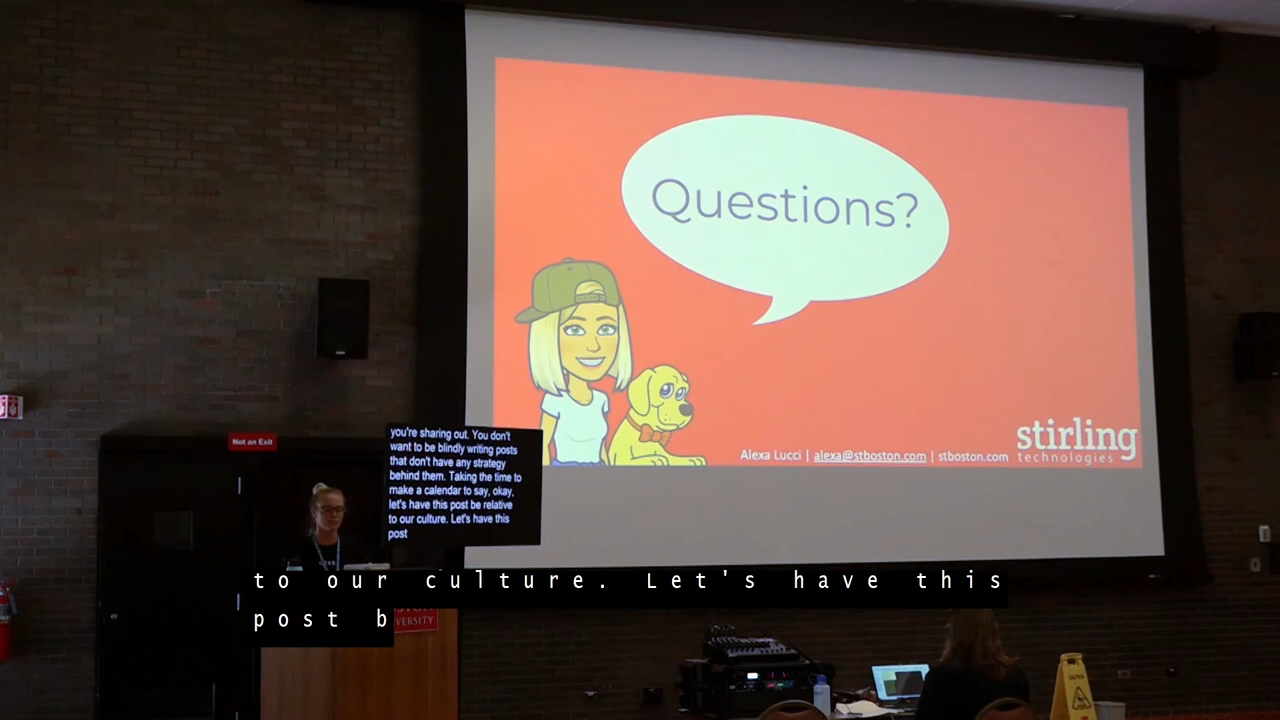 Questions?
stirling
technologies
Alexa Lucci | alexa@stboston.com | stboston.com
Not an Exit
you're sharing out. You don't
want to be blindly writing posts
that don't have any strategy
behind them. Taking the time to
make a calendar to say, okay,
let's have this post be relative
to our culture. Let's have this
post
to our culture. Let's have this
post b
CAUTION